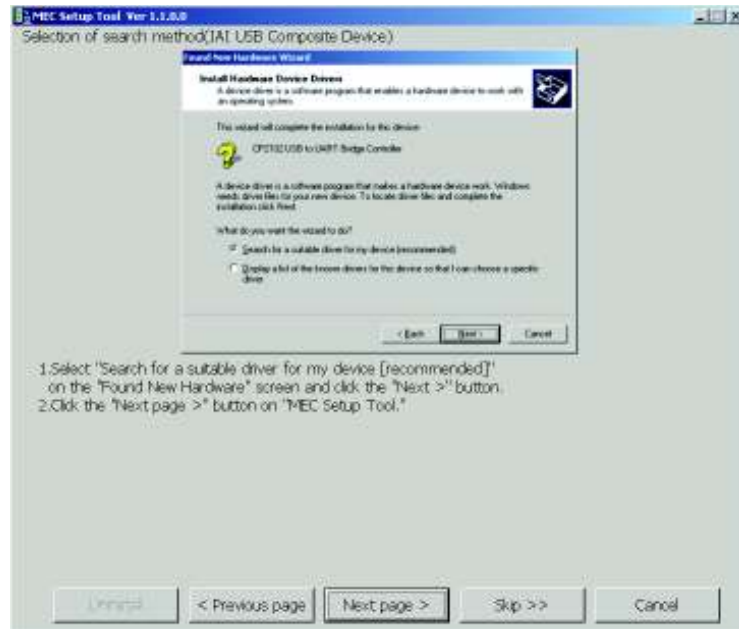 MEC Setup Tool Ver 1.1.0.0
Selection of search method(IAI USB Composite Device)
Found New Hardware Wizard
Install Hardware Device Drivers
A device driver is a software program that enables a hardware device to work with
an operating system.
This wizard will complete the installation for this device:
CP2102 USB to UART Bridge Controller
A device driver is a software program that makes a hardware device work. Windows
needs driver files for your new device. To locate driver files and complete the
installation click Next.
What do you want the wizard to do?
Search for a suitable driver for my device (recommended)
Display a list of the known drivers for this device so that I can choose a specific
driver
< Back
Next >
Cancel
1.Select "Search for a suitable driver for my device [recommended]"
on the "Found New Hardware" screen and click the "Next >" button.
2.Click the "Next page >" button on "MEC Setup Tool."
< Previous page
Next page >
Skip >>
Cancel